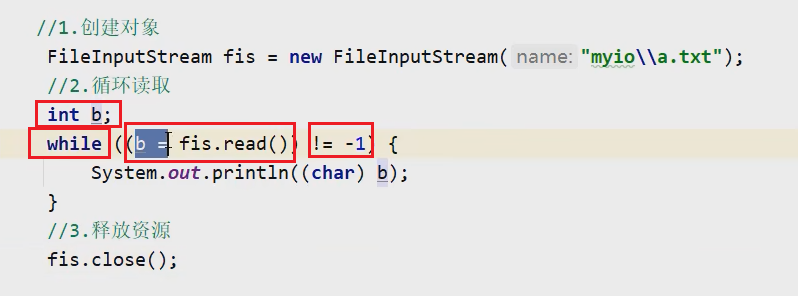 //1.创建对象
FileInputStream fis = new FileInputStream( name: "myio\\a.txt");
//2.循环读取
int b;
while ((b = fis.read()) != -1) {
System.out.println((char) b);
}
//3.释放资源
fis.close();